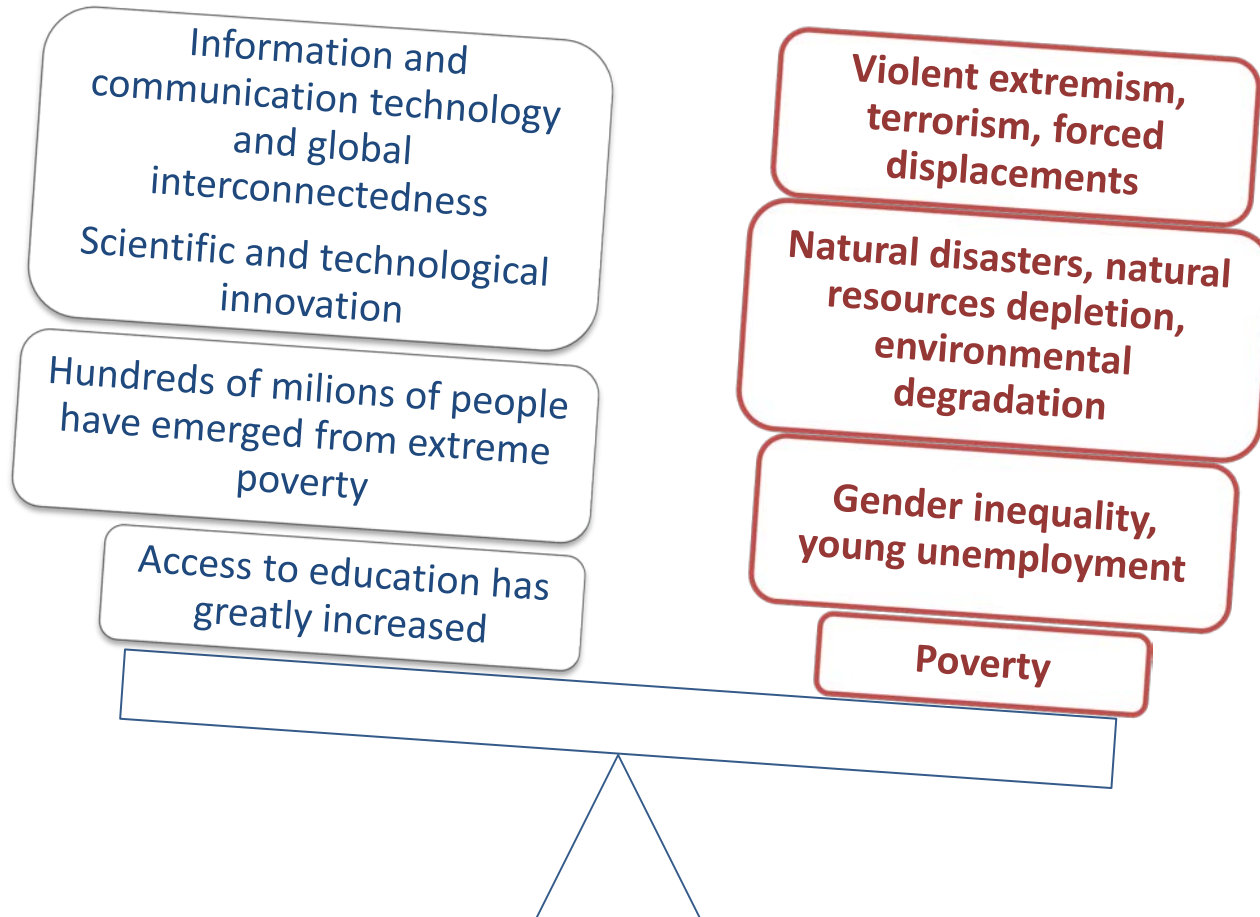 Information and
communication technology
and global
interconnectedness
Scientific and technological
innovation
Hundreds of milions of people
have emerged from extreme
poverty
Access to education has
greatly increased
Violent extremism,
terrorism, forced
displacements
Natural disasters, natural
resources depletion,
environmental
degradation
Gender inequality,
young unemployment
Poverty